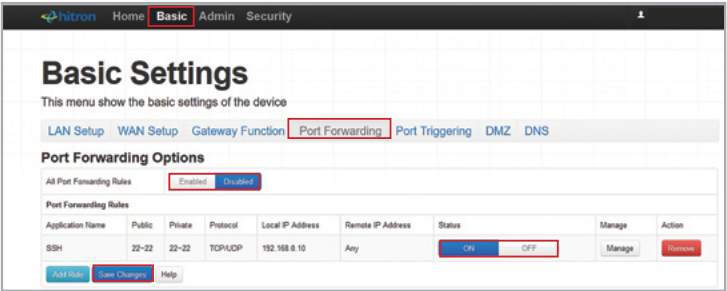 hitron Home Basic Admin Security
Basic Settings
This menu show the basic settings of the device
LAN Setup WAN Setup Gateway Function Port Forwarding Port Triggering DMZ DNS
Port Forwarding Options
All Port Forwarding Rules Enabled Disabled
Port Forwarding Rules
Application Name Public Private Protocol Local IP Address Remote IP Address Status Manage Action
SSH 22~22 22~22 TCP/UDP 192.168.0.10 Any ON OFF Manage Remove
Add Rule Save Changes Help